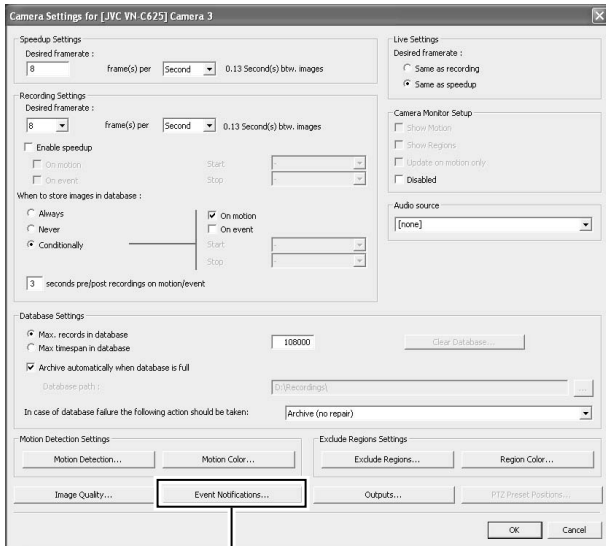 Camera Settings for [JVC VN-C625] Camera 3
Speedup Settings
Desired framerate :
8 frame(s) per Second 0.13 Second(s) btw. images
Live Settings
Desired framerate :
Same as recording
Same as speedup
Recording Settings
Desired framerate :
8 frame(s) per Second 0.13 Second(s) btw. images
Enable speedup
On motion Start -
On event Stop -
When to store images in database :
Always
Never
Conditionally
On motion
On event
Start -
Stop -
3 seconds pre/post recordings on motion/event
Camera Monitor Setup
Show Motion
Show Regions
Update on motion only
Disabled
Audio source
[none]
Database Settings
Max. records in database
Max timespan in database
108000
Clear Database...
Archive automatically when database is full
Database path : D:\Recordings\ ...
In case of database failure the following action should be taken: Archive (no repair)
Motion Detection Settings
Motion Detection... Motion Color...
Exclude Regions Settings
Exclude Regions... Region Color...
Image Quality... Event Notifications... Outputs... PTZ Preset Positions...
OK Cancel